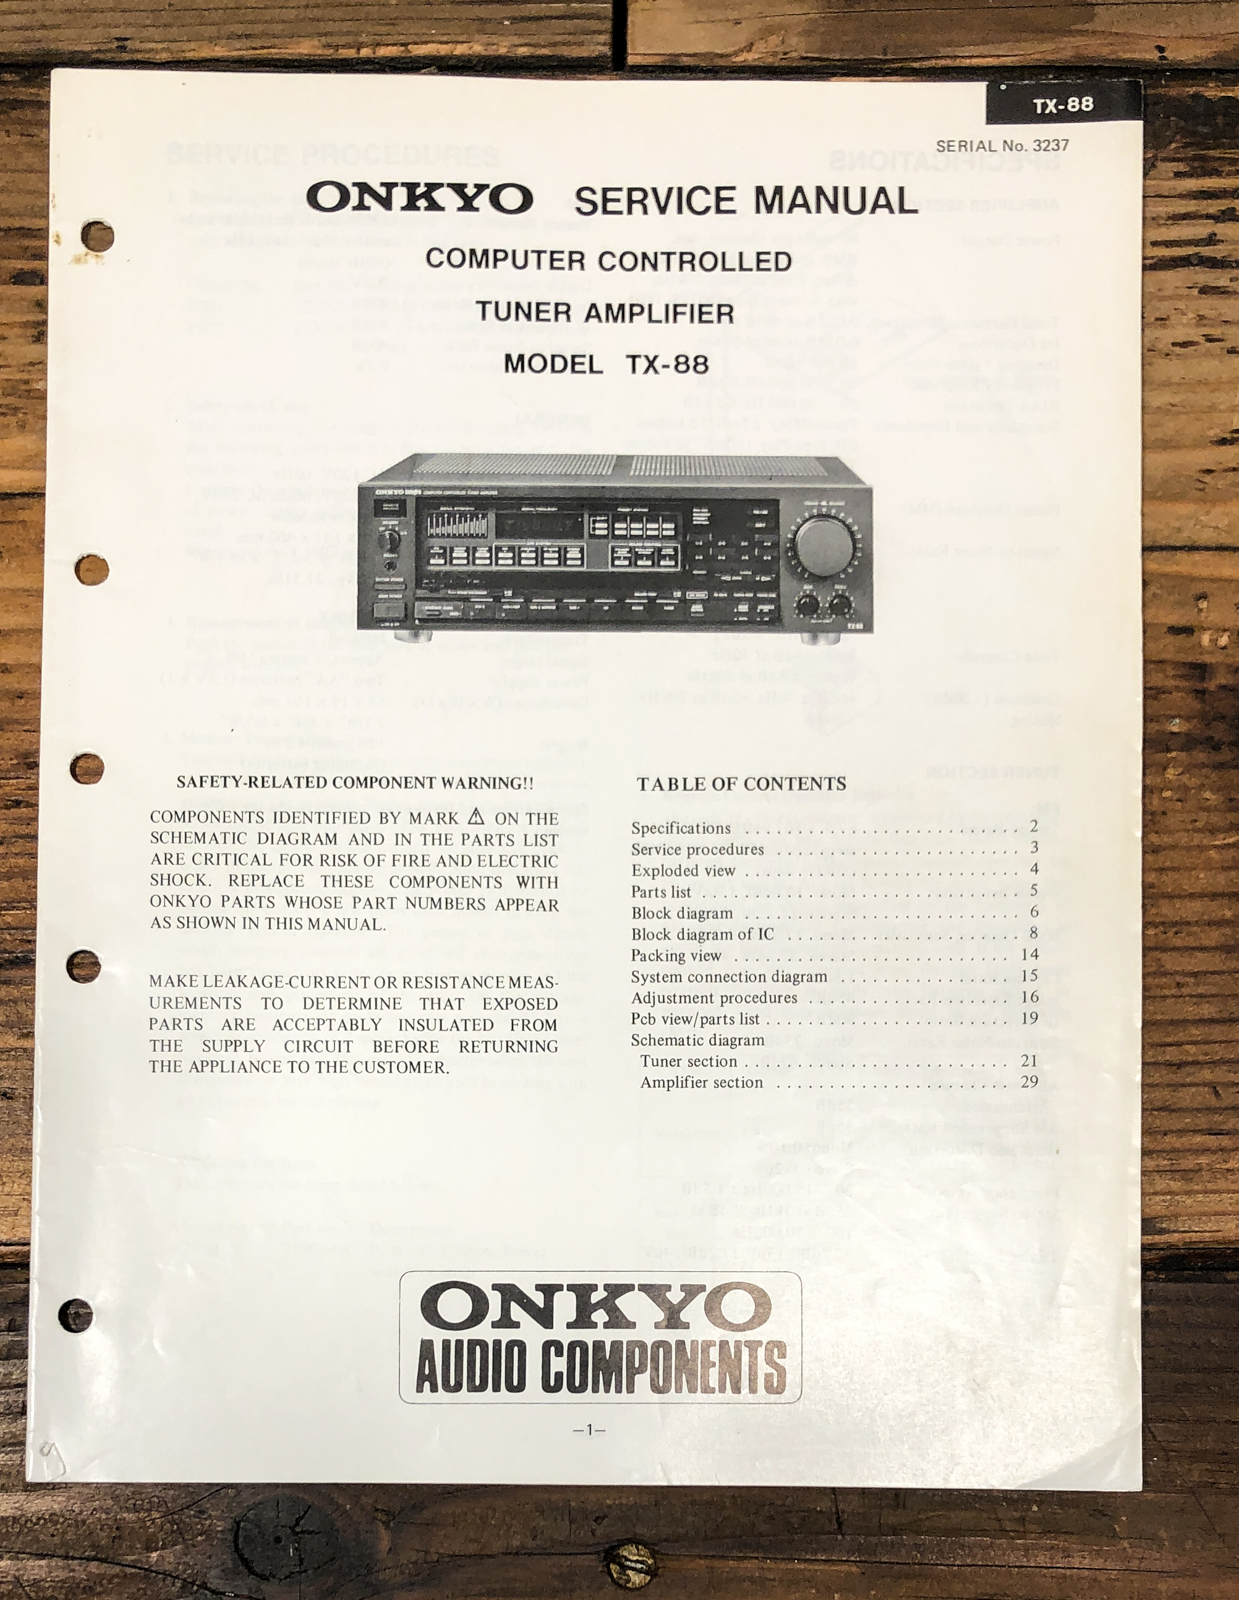 TX-88
SERIAL No. 3237
ONKYO SERVICE MANUAL
COMPUTER CONTROLLED
TUNER AMPLIFIER
MODEL TX-88
ONKYO
TX-88
SAFETY-RELATED COMPONENT WARNING!!
COMPONENTS IDENTIFIED BY MARK ⚠ ON THE
SCHEMATIC DIAGRAM AND IN THE PARTS LIST
ARE CRITICAL FOR RISK OF FIRE AND ELECTRIC
SHOCK. REPLACE THESE COMPONENTS WITH
ONKYO PARTS WHOSE PART NUMBERS APPEAR
AS SHOWN IN THIS MANUAL.
MAKE LEAKAGE-CURRENT OR RESISTANCE MEAS-
UREMENTS TO DETERMINE THAT EXPOSED
PARTS ARE ACCEPTABLY INSULATED FROM
THE SUPPLY CIRCUIT BEFORE RETURNING
THE APPLIANCE TO THE CUSTOMER.
TABLE OF CONTENTS
Specifications . . . . . . . . . . . . . . . . . . . . . . . . . . 2
Service procedures . . . . . . . . . . . . . . . . . . . . . . . 3
Exploded view . . . . . . . . . . . . . . . . . . . . . . . . . . 4
Parts list . . . . . . . . . . . . . . . . . . . . . . . . . . . . . 5
Block diagram . . . . . . . . . . . . . . . . . . . . . . . . . . 6
Block diagram of IC . . . . . . . . . . . . . . . . . . . . . . 8
Packing view . . . . . . . . . . . . . . . . . . . . . . . . . . 14
System connection diagram . . . . . . . . . . . . . . . . 15
Adjustment procedures . . . . . . . . . . . . . . . . . . . 16
Pcb view/parts list . . . . . . . . . . . . . . . . . . . . . . . 19
Schematic diagram
Tuner section . . . . . . . . . . . . . . . . . . . . . . . . . 21
Amplifier section . . . . . . . . . . . . . . . . . . . . . . 29
ONKYO
AUDIO COMPONENTS
—1—